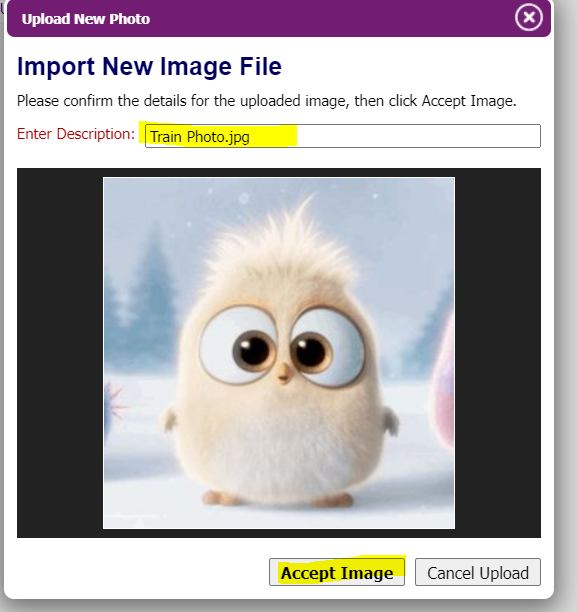 Upload New Photo
Import New Image File
Please confirm the details for the uploaded image, then click Accept Image.
Enter Description: Train Photo.jpg
Accept Image Cancel Upload